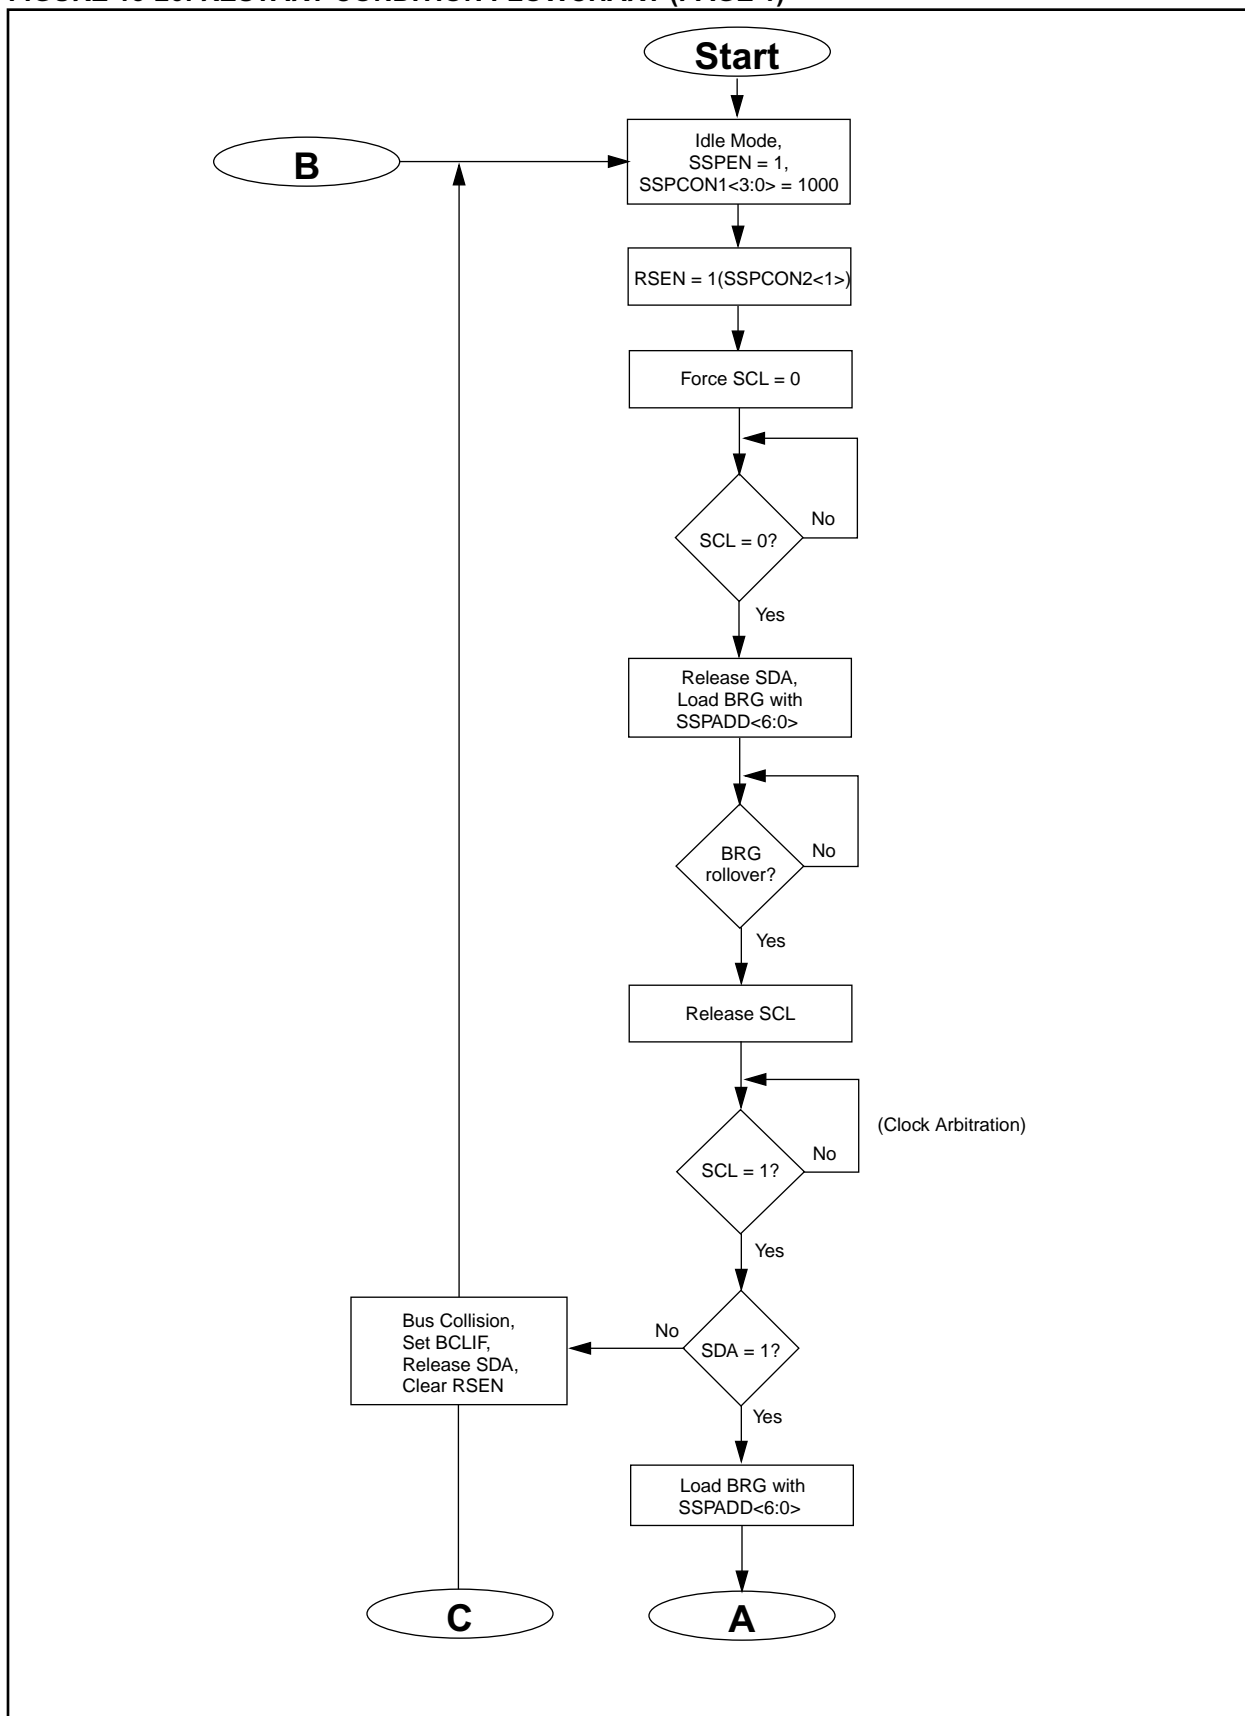 Start
B
Idle Mode,
SSPEN = 1,
SSPCON1<3:0> = 1000
RSEN = 1(SSPCON2<1>)
Force SCL = 0
No
SCL = 0?
Yes
Release SDA,
Load BRG with
SSPADD<6:0>
BRG
rollover?
No
Yes
Release SCL
(Clock Arbitration)
No
SCL = 1?
Yes
Bus Collision,
Set BCLIF,
Release SDA,
Clear RSEN
No
SDA = 1?
Yes
Load BRG with
SSPADD<6:0>
C
A